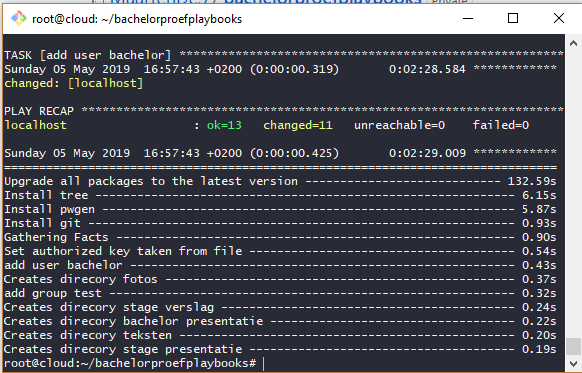 root@cloud: ~/bachelorproefplaybooks
TASK [add user bachelor] ******************************************************
Sunday 05 May 2019  16:57:43 +0200 (0:00:00.319)       0:02:28.584 ************
changed: [localhost]
PLAY RECAP ********************************************************************
localhost                  : ok=13   changed=11   unreachable=0    failed=0
Sunday 05 May 2019  16:57:43 +0200 (0:00:00.425)       0:02:29.009 ************
===============================================================================
Upgrade all packages to the latest version ---------------------------- 132.59s
Install tree ------------------------------------------------------------ 6.15s
Install pwgen ----------------------------------------------------------- 5.87s
Install git ------------------------------------------------------------- 0.93s
Gathering Facts --------------------------------------------------------- 0.90s
Set authorized key taken from file -------------------------------------- 0.54s
add user bachelor ------------------------------------------------------- 0.43s
Creates direcory fotos -------------------------------------------------- 0.37s
add group test ---------------------------------------------------------- 0.32s
Creates direcory stage verslag ------------------------------------------ 0.24s
Creates direcory bachelor presentatie ----------------------------------- 0.22s
Creates direcory teksten ------------------------------------------------ 0.20s
Creates direcory stage presentatie -------------------------------------- 0.19s
root@cloud:~/bachelorproefplaybooks#